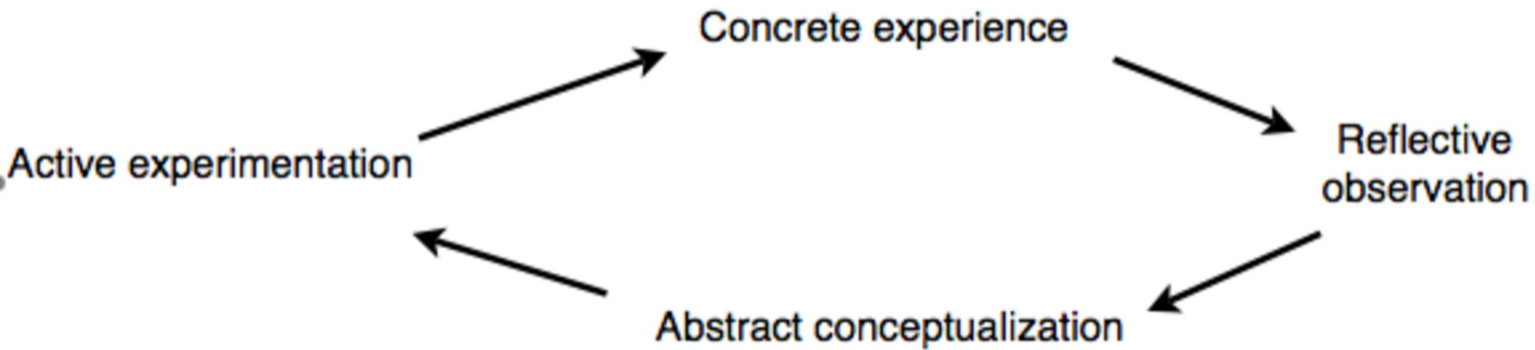 Concrete experience
Reflective
observation
Active experimentation
Abstract conceptualization